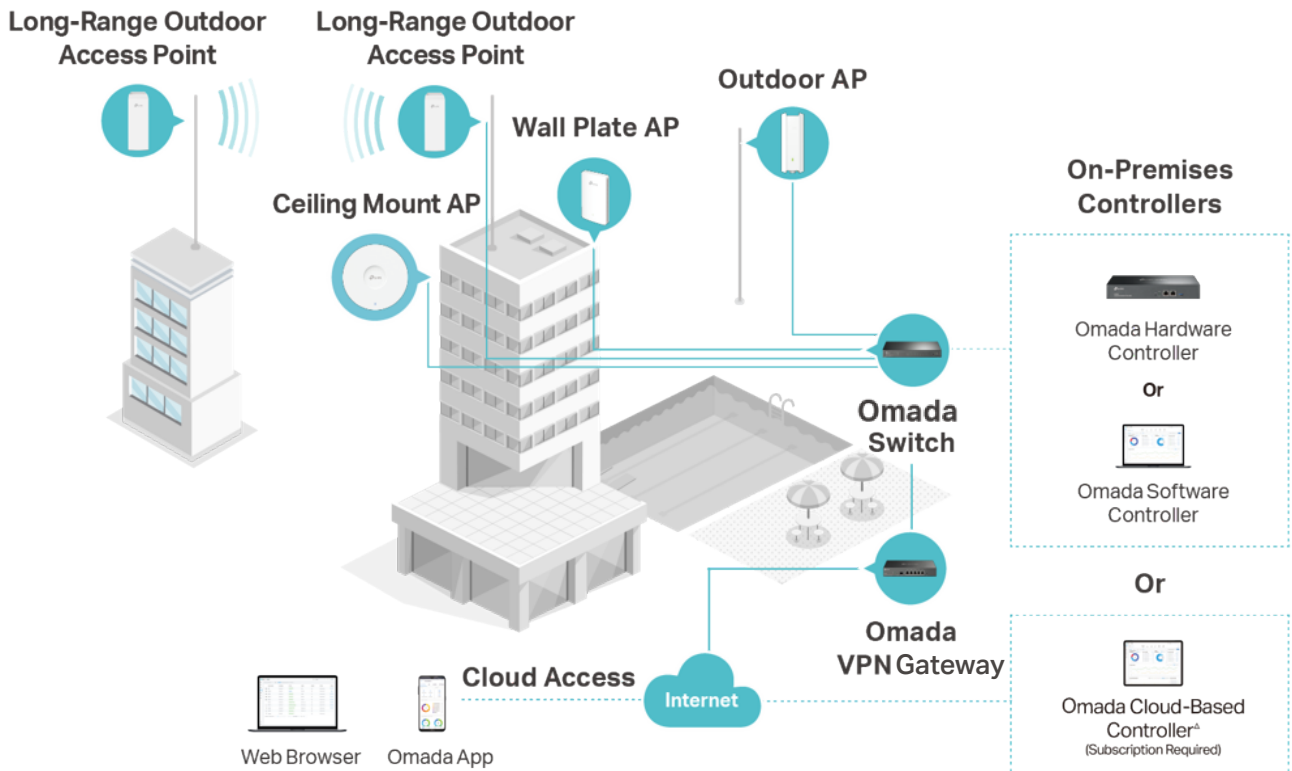 Long-Range Outdoor
Access Point
Long-Range Outdoor
Access Point
Outdoor AP
Wall Plate AP
Ceiling Mount AP
On-Premises
Controllers
Omada Hardware
Controller
Or
Omada Software
Controller
Omada
Switch
Or
Omada
VPN Gateway
Cloud Access
Internet
Omada Cloud-Based
Controller△
(Subscription Required)
Web Browser
Omada App